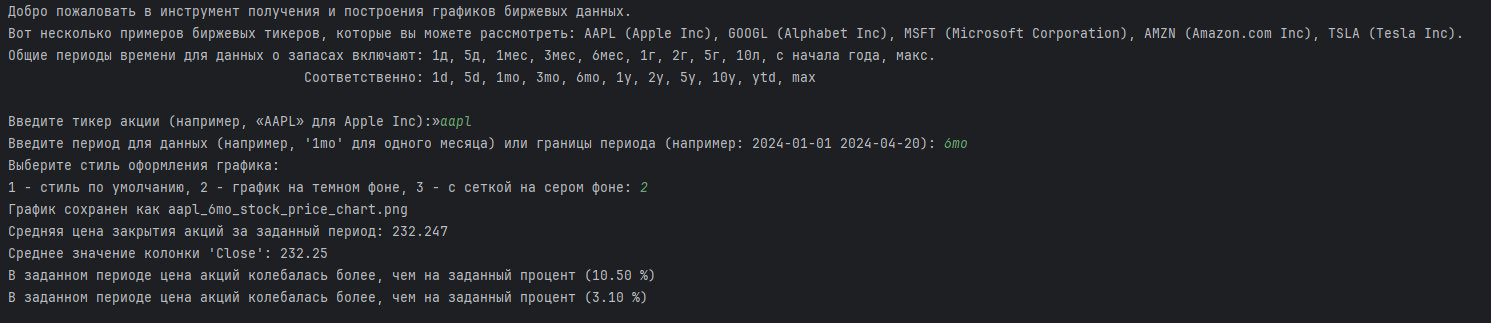 Добро пожаловать в инструмент получения и построения графиков биржевых данных.
Вот несколько примеров биржевых тикеров, которые вы можете рассмотреть: AAPL (Apple Inc), GOOGL (Alphabet Inc), MSFT (Microsoft Corporation), AMZN (Amazon.com Inc), TSLA (Tesla Inc).
Общие периоды времени для данных о запасах включают: 1д, 5д, 1мес, 3мес, 6мес, 1г, 2г, 5г, 10л, с начала года, макс.
Соответственно: 1d, 5d, 1mo, 3mo, 6mo, 1y, 2y, 5y, 10y, ytd, max
Введите тикер акции (например, «AAPL» для Apple Inc):»aapl
Введите период для данных (например, '1mo' для одного месяца) или границы периода (например: 2024-01-01 2024-04-20): 6mo
Выберите стиль оформления графика:
1 - стиль по умолчанию, 2 - график на темном фоне, 3 - с сеткой на сером фоне: 2
График сохранен как aapl_6mo_stock_price_chart.png
Средняя цена закрытия акций за заданный период: 232.247
Среднее значение колонки 'Close': 232.25
В заданном периоде цена акций колебалась более, чем на заданный процент (10.50 %)
В заданном периоде цена акций колебалась более, чем на заданный процент (3.10 %)